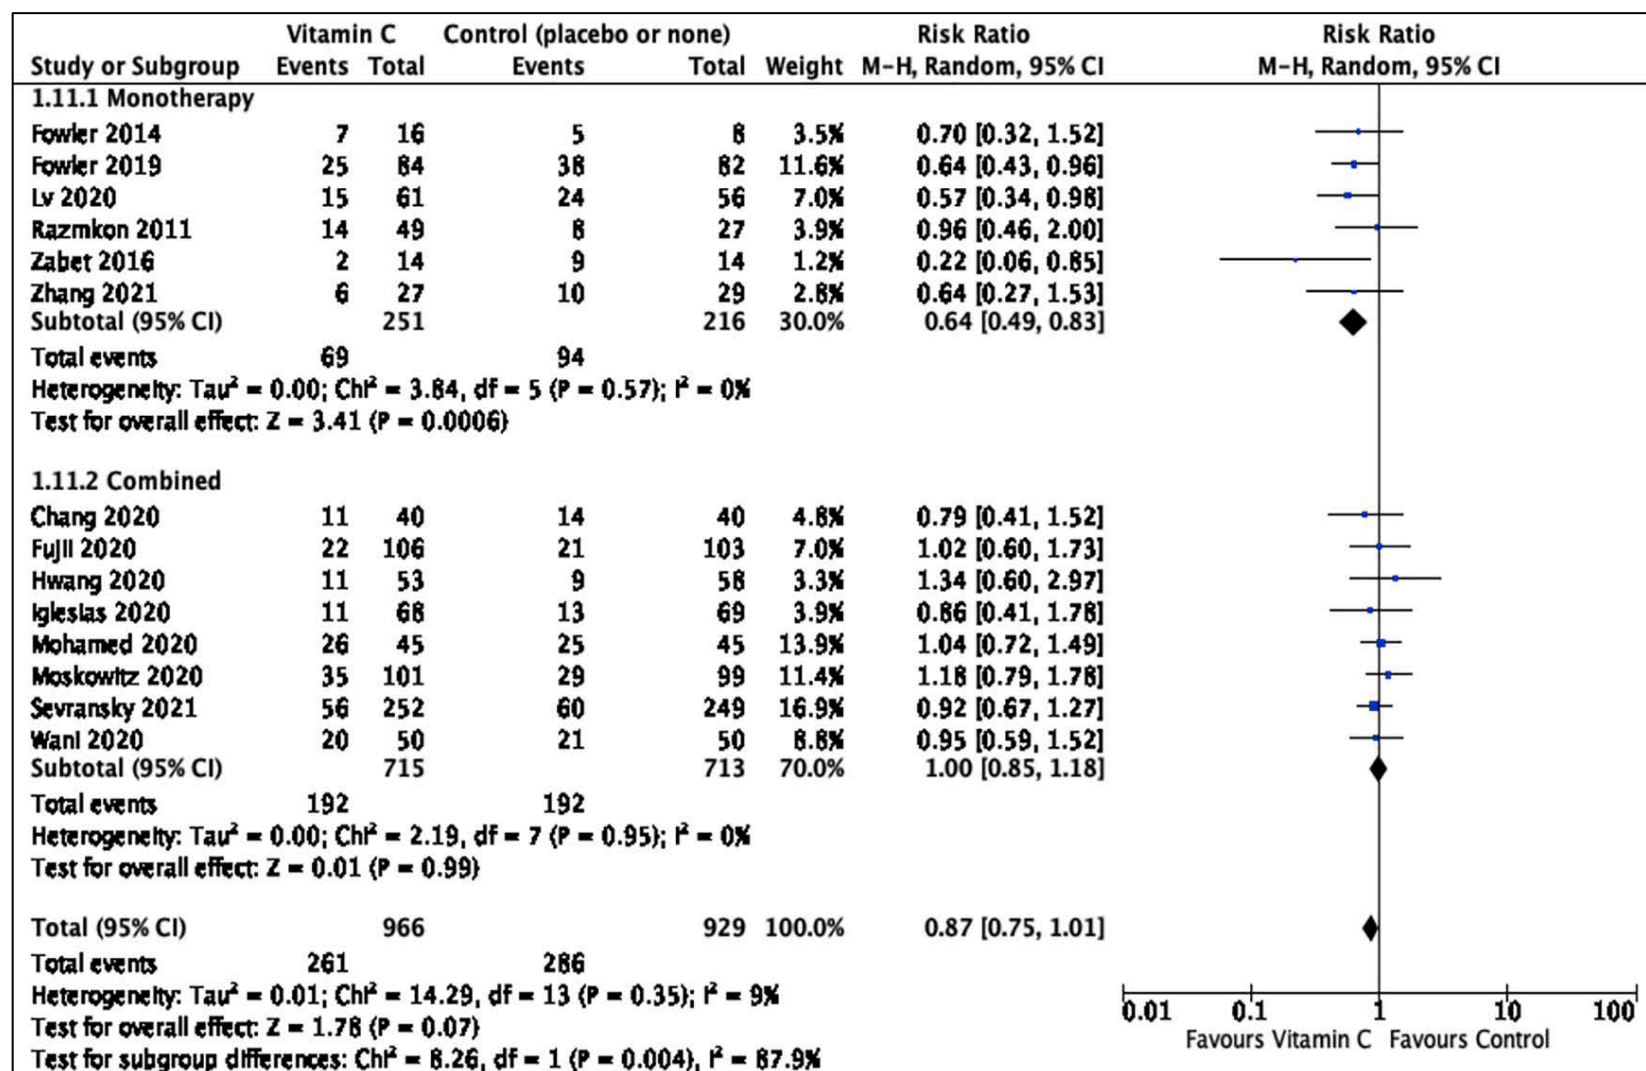 Vitamin C Control (placebo or none) Risk Ratio Risk Ratio
Study or Subgroup Events Total Events Total Weight M-H, Random, 95% CI M-H, Random, 95% CI
1.11.1 Monotherapy
Fowler 2014 7 16 5 8 3.5% 0.70 [0.32, 1.52]
Fowler 2019 25 84 38 82 11.6% 0.64 [0.43, 0.96]
Lv 2020 15 61 24 56 7.0% 0.57 [0.34, 0.98]
Razmkon 2011 14 49 8 27 3.9% 0.96 [0.46, 2.00]
Zabet 2016 2 14 9 14 1.2% 0.22 [0.06, 0.85]
Zhang 2021 6 27 10 29 2.8% 0.64 [0.27, 1.53]
Subtotal (95% CI) 251 216 30.0% 0.64 [0.49, 0.83]
Total events 69 94
Heterogeneity: Tau² = 0.00; Chi² = 3.84, df = 5 (P = 0.57); I² = 0%
Test for overall effect: Z = 3.41 (P = 0.0006)
1.11.2 Combined
Chang 2020 11 40 14 40 4.8% 0.79 [0.41, 1.52]
Fujii 2020 22 106 21 103 7.0% 1.02 [0.60, 1.73]
Hwang 2020 11 53 9 58 3.3% 1.34 [0.60, 2.97]
Iglesias 2020 11 68 13 69 3.9% 0.86 [0.41, 1.78]
Mohamed 2020 26 45 25 45 13.9% 1.04 [0.72, 1.49]
Moskowitz 2020 35 101 29 99 11.4% 1.18 [0.79, 1.78]
Sevransky 2021 56 252 60 249 16.9% 0.92 [0.67, 1.27]
Wani 2020 20 50 21 50 8.8% 0.95 [0.59, 1.52]
Subtotal (95% CI) 715 713 70.0% 1.00 [0.85, 1.18]
Total events 192 192
Heterogeneity: Tau² = 0.00; Chi² = 2.19, df = 7 (P = 0.95); I² = 0%
Test for overall effect: Z = 0.01 (P = 0.99)
Total (95% CI) 966 929 100.0% 0.87 [0.75, 1.01]
Total events 261 286
Heterogeneity: Tau² = 0.01; Chi² = 14.29, df = 13 (P = 0.35); I² = 9%
Test for overall effect: Z = 1.78 (P = 0.07)
Test for subgroup differences: Chi² = 8.26, df = 1 (P = 0.004), I² = 87.9%
0.01 0.1 1 10 100
Favours Vitamin C Favours Control